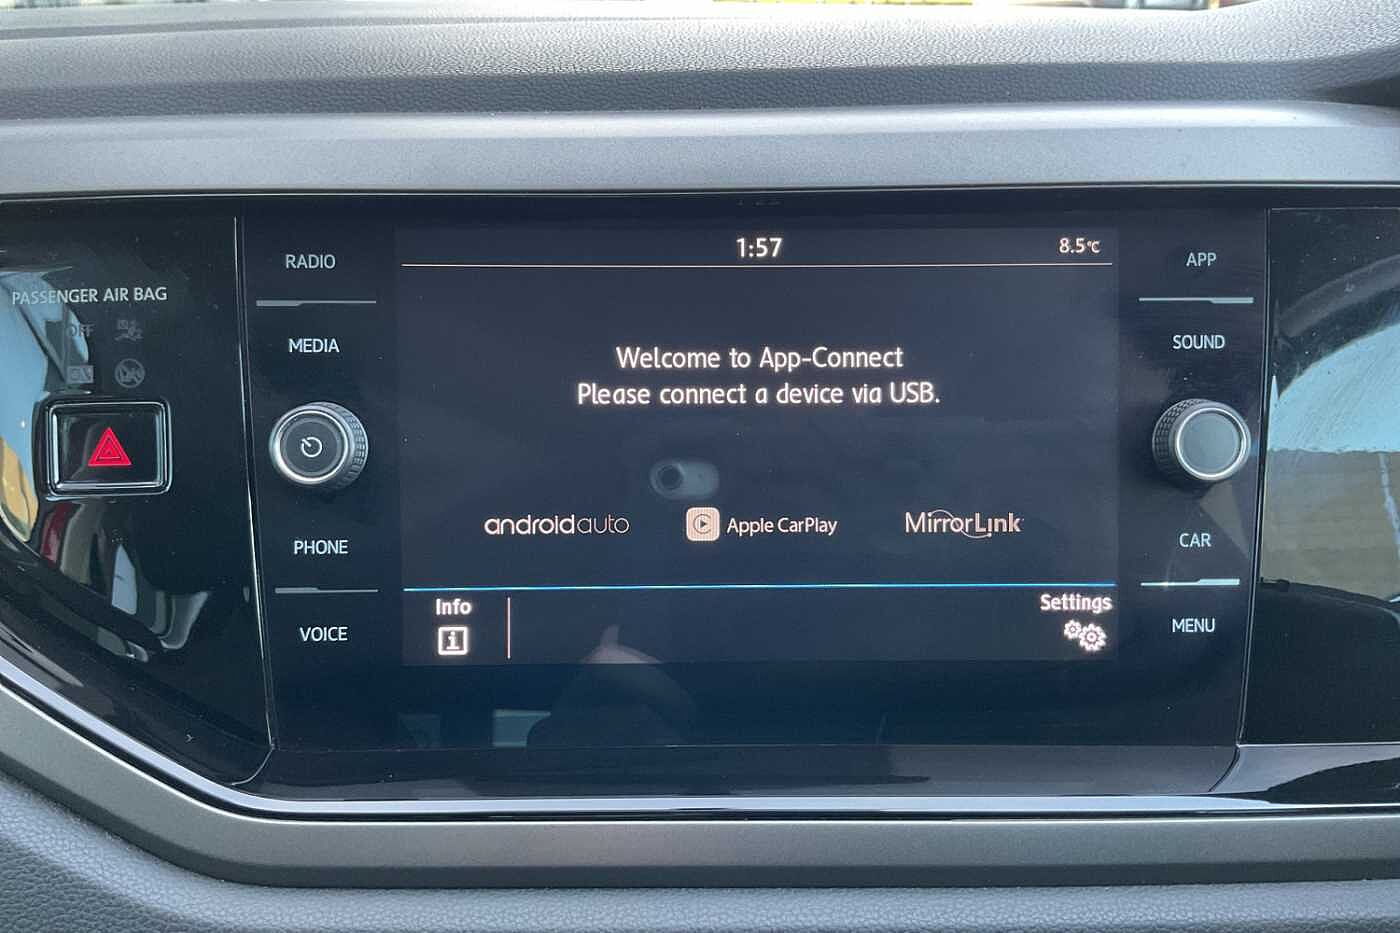 PASSENGER AIR BAG
OFF
RADIO
MEDIA
PHONE
VOICE
1:57
8.5°C
Welcome to App-Connect
Please connect a device via USB.
androidauto
Apple CarPlay
MirrorLink
Info
i
Settings
APP
SOUND
CAR
MENU